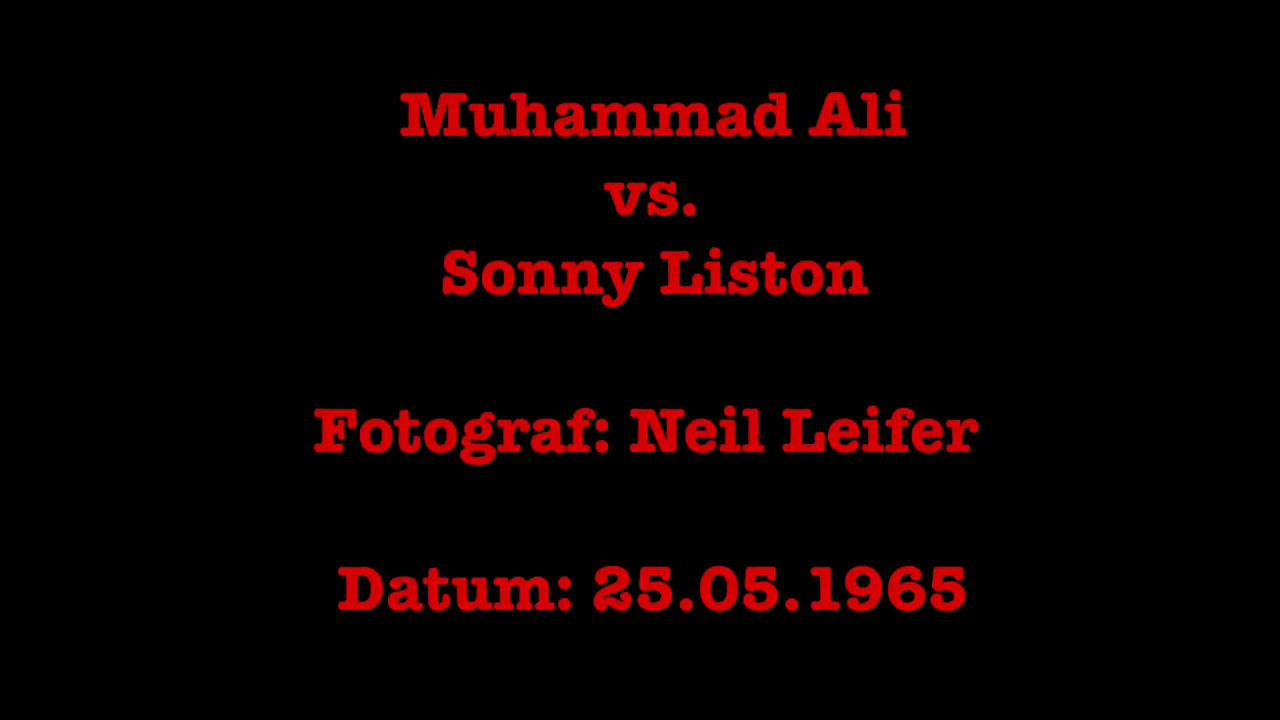 Muhammad Ali
vs.
Sonny Liston
Fotograf: Neil Leifer
Datum: 25.05.1965